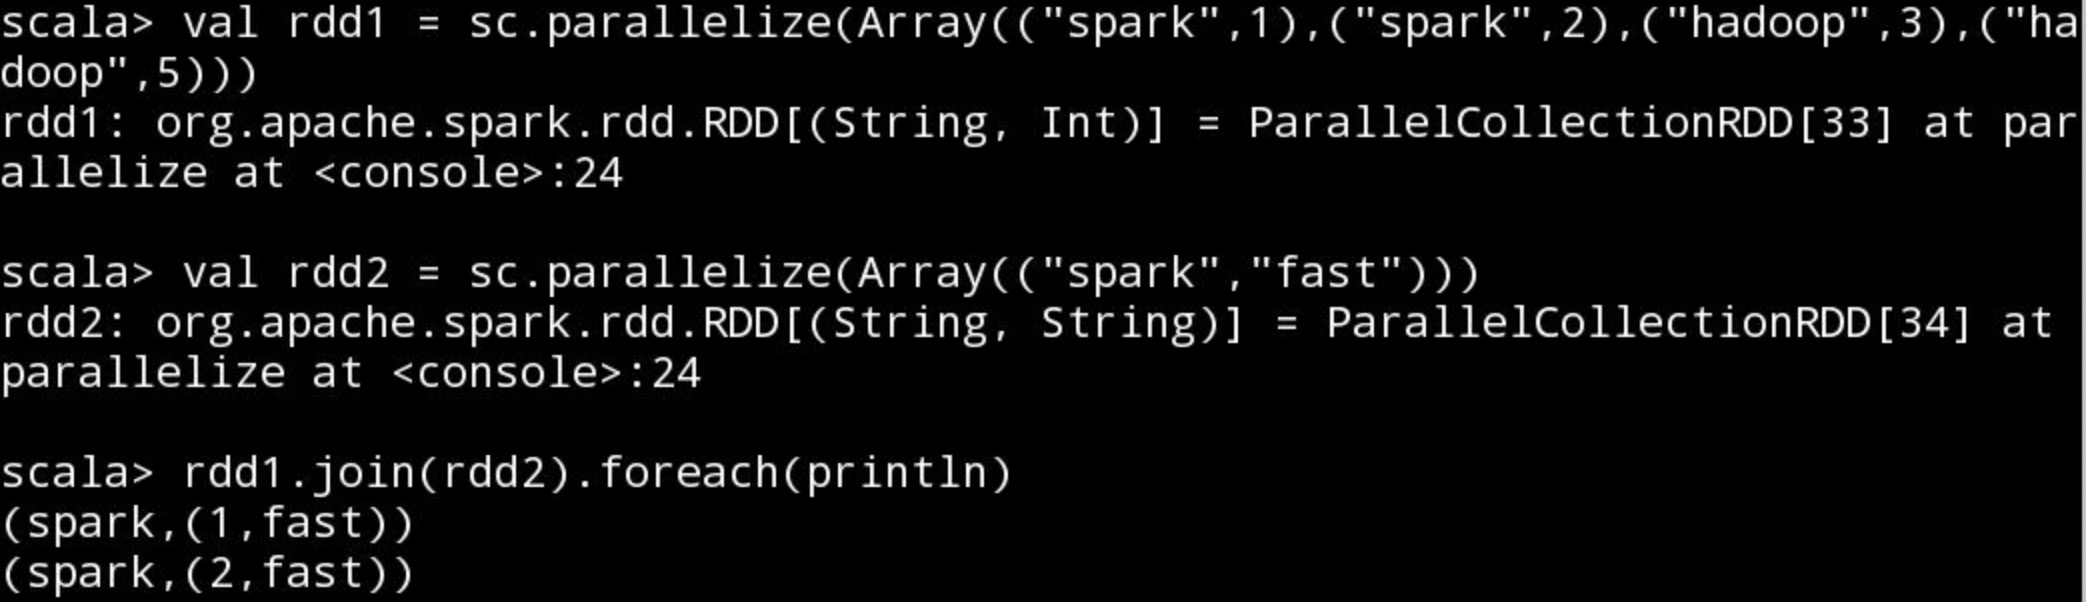 scala> val rdd1 = sc.parallelize(Array(("spark",1),("spark",2),("hadoop",3),("ha
doop",5)))
rdd1: org.apache.spark.rdd.RDD[(String, Int)] = ParallelCollectionRDD[33] at par
allelize at <console>:24
scala> val rdd2 = sc.parallelize(Array(("spark","fast")))
rdd2: org.apache.spark.rdd.RDD[(String, String)] = ParallelCollectionRDD[34] at
parallelize at <console>:24
scala> rdd1.join(rdd2).foreach(println)
(spark,(1,fast))
(spark,(2,fast))